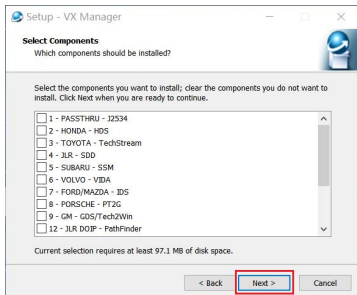 Setup - VX Manager
Select Components
Which components should be installed?
Select the components you want to install; clear the components you do not want to
install. Click Next when you are ready to continue.
1 - PASSTHRU - J2534
2 - HONDA - HDS
3 - TOYOTA - TechStream
4 - JLR - SDD
5 - SUBARU - SSM
6 - VOLVO - VIDA
7 - FORD/MAZDA - IDS
8 - PORSCHE - PT2G
9 - GM - GDS/Tech2Win
12 - JLR DOIP - PathFinder
Current selection requires at least 97.1 MB of disk space.
< Back Next > Cancel